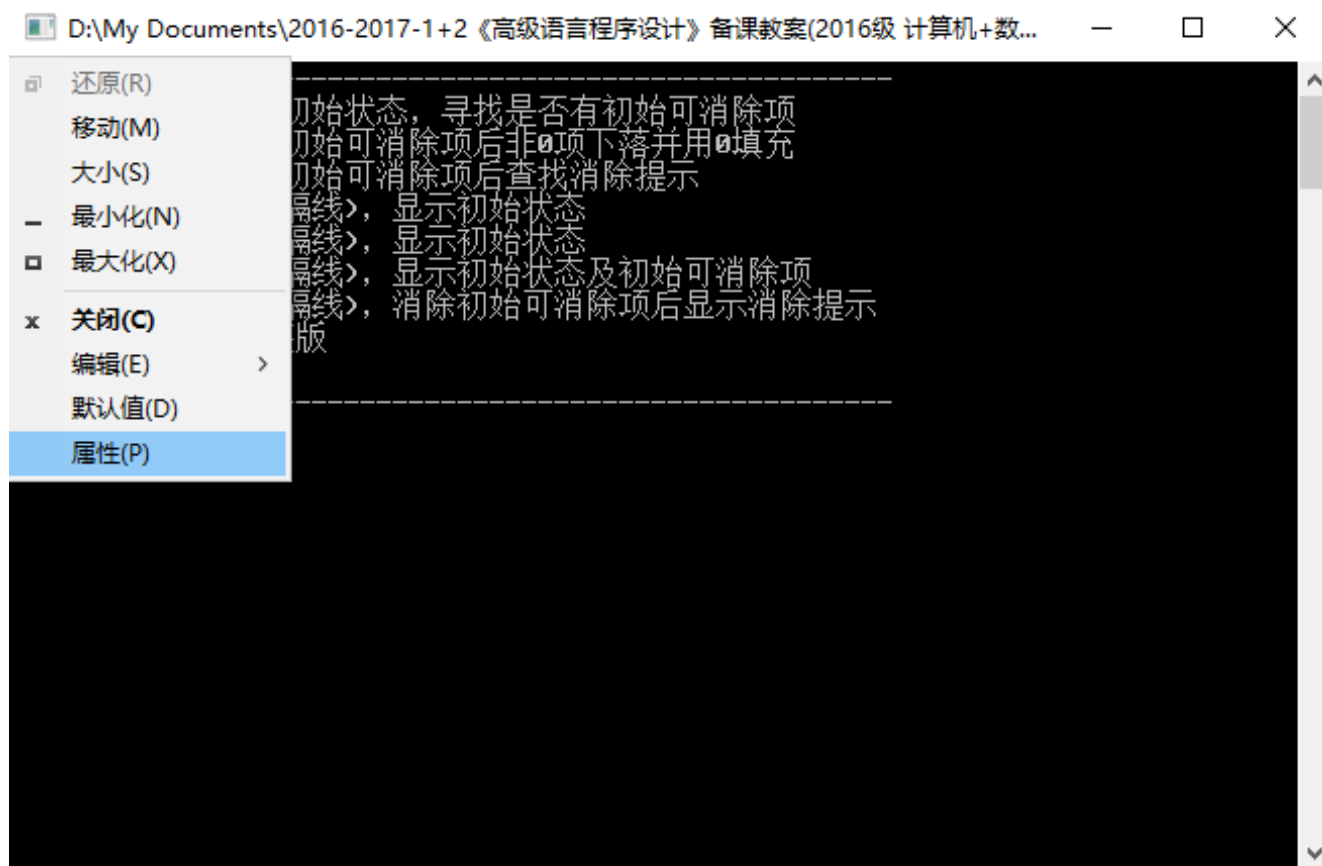 D:\My Documents\2016-2017-1+2《高级语言程序设计》备课教案(2016级 计算机+数...
还原(R)
移动(M)
大小(S)
最小化(N)
最大化(X)
关闭(C)
编辑(E)
默认值(D)
属性(P)
初始状态，寻找是否有初始可消除项
初始可消除项后非0项下落并用0填充
初始可消除项后查找消除提示
隔线>，显示初始状态
隔线>，显示初始状态
隔线>，显示初始状态及初始可消除项
隔线>，消除初始可消除项后显示消除提示
版